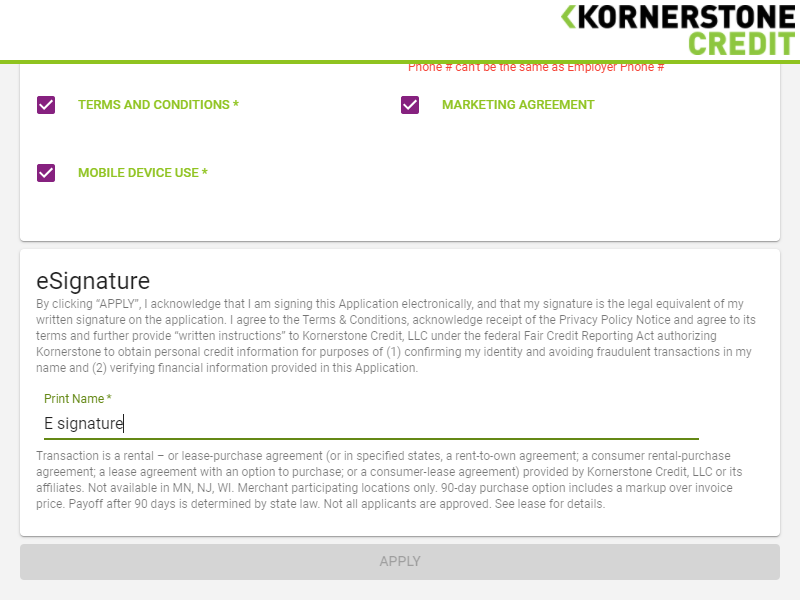 KORNERSTONE
CREDIT
Phone # can't be the same as Employer Phone #
TERMS AND CONDITIONS *
MARKETING AGREEMENT
MOBILE DEVICE USE *
eSignature
By clicking “APPLY”, I acknowledge that I am signing this Application electronically, and that my signature is the legal equivalent of my
written signature on the application. I agree to the Terms & Conditions, acknowledge receipt of the Privacy Policy Notice and agree to its
terms and further provide “written instructions” to Kornerstone Credit, LLC under the federal Fair Credit Reporting Act authorizing
Kornerstone to obtain personal credit information for purposes of (1) confirming my identity and avoiding fraudulent transactions in my
name and (2) verifying financial information provided in this Application.
Print Name *
E signature
Transaction is a rental – or lease-purchase agreement (or in specified states, a rent-to-own agreement; a consumer rental-purchase
agreement; a lease agreement with an option to purchase; or a consumer-lease agreement) provided by Kornerstone Credit, LLC or its
affiliates. Not available in MN, NJ, WI. Merchant participating locations only. 90-day purchase option includes a markup over invoice
price. Payoff after 90 days is determined by state law. Not all applicants are approved. See lease for details.
APPLY